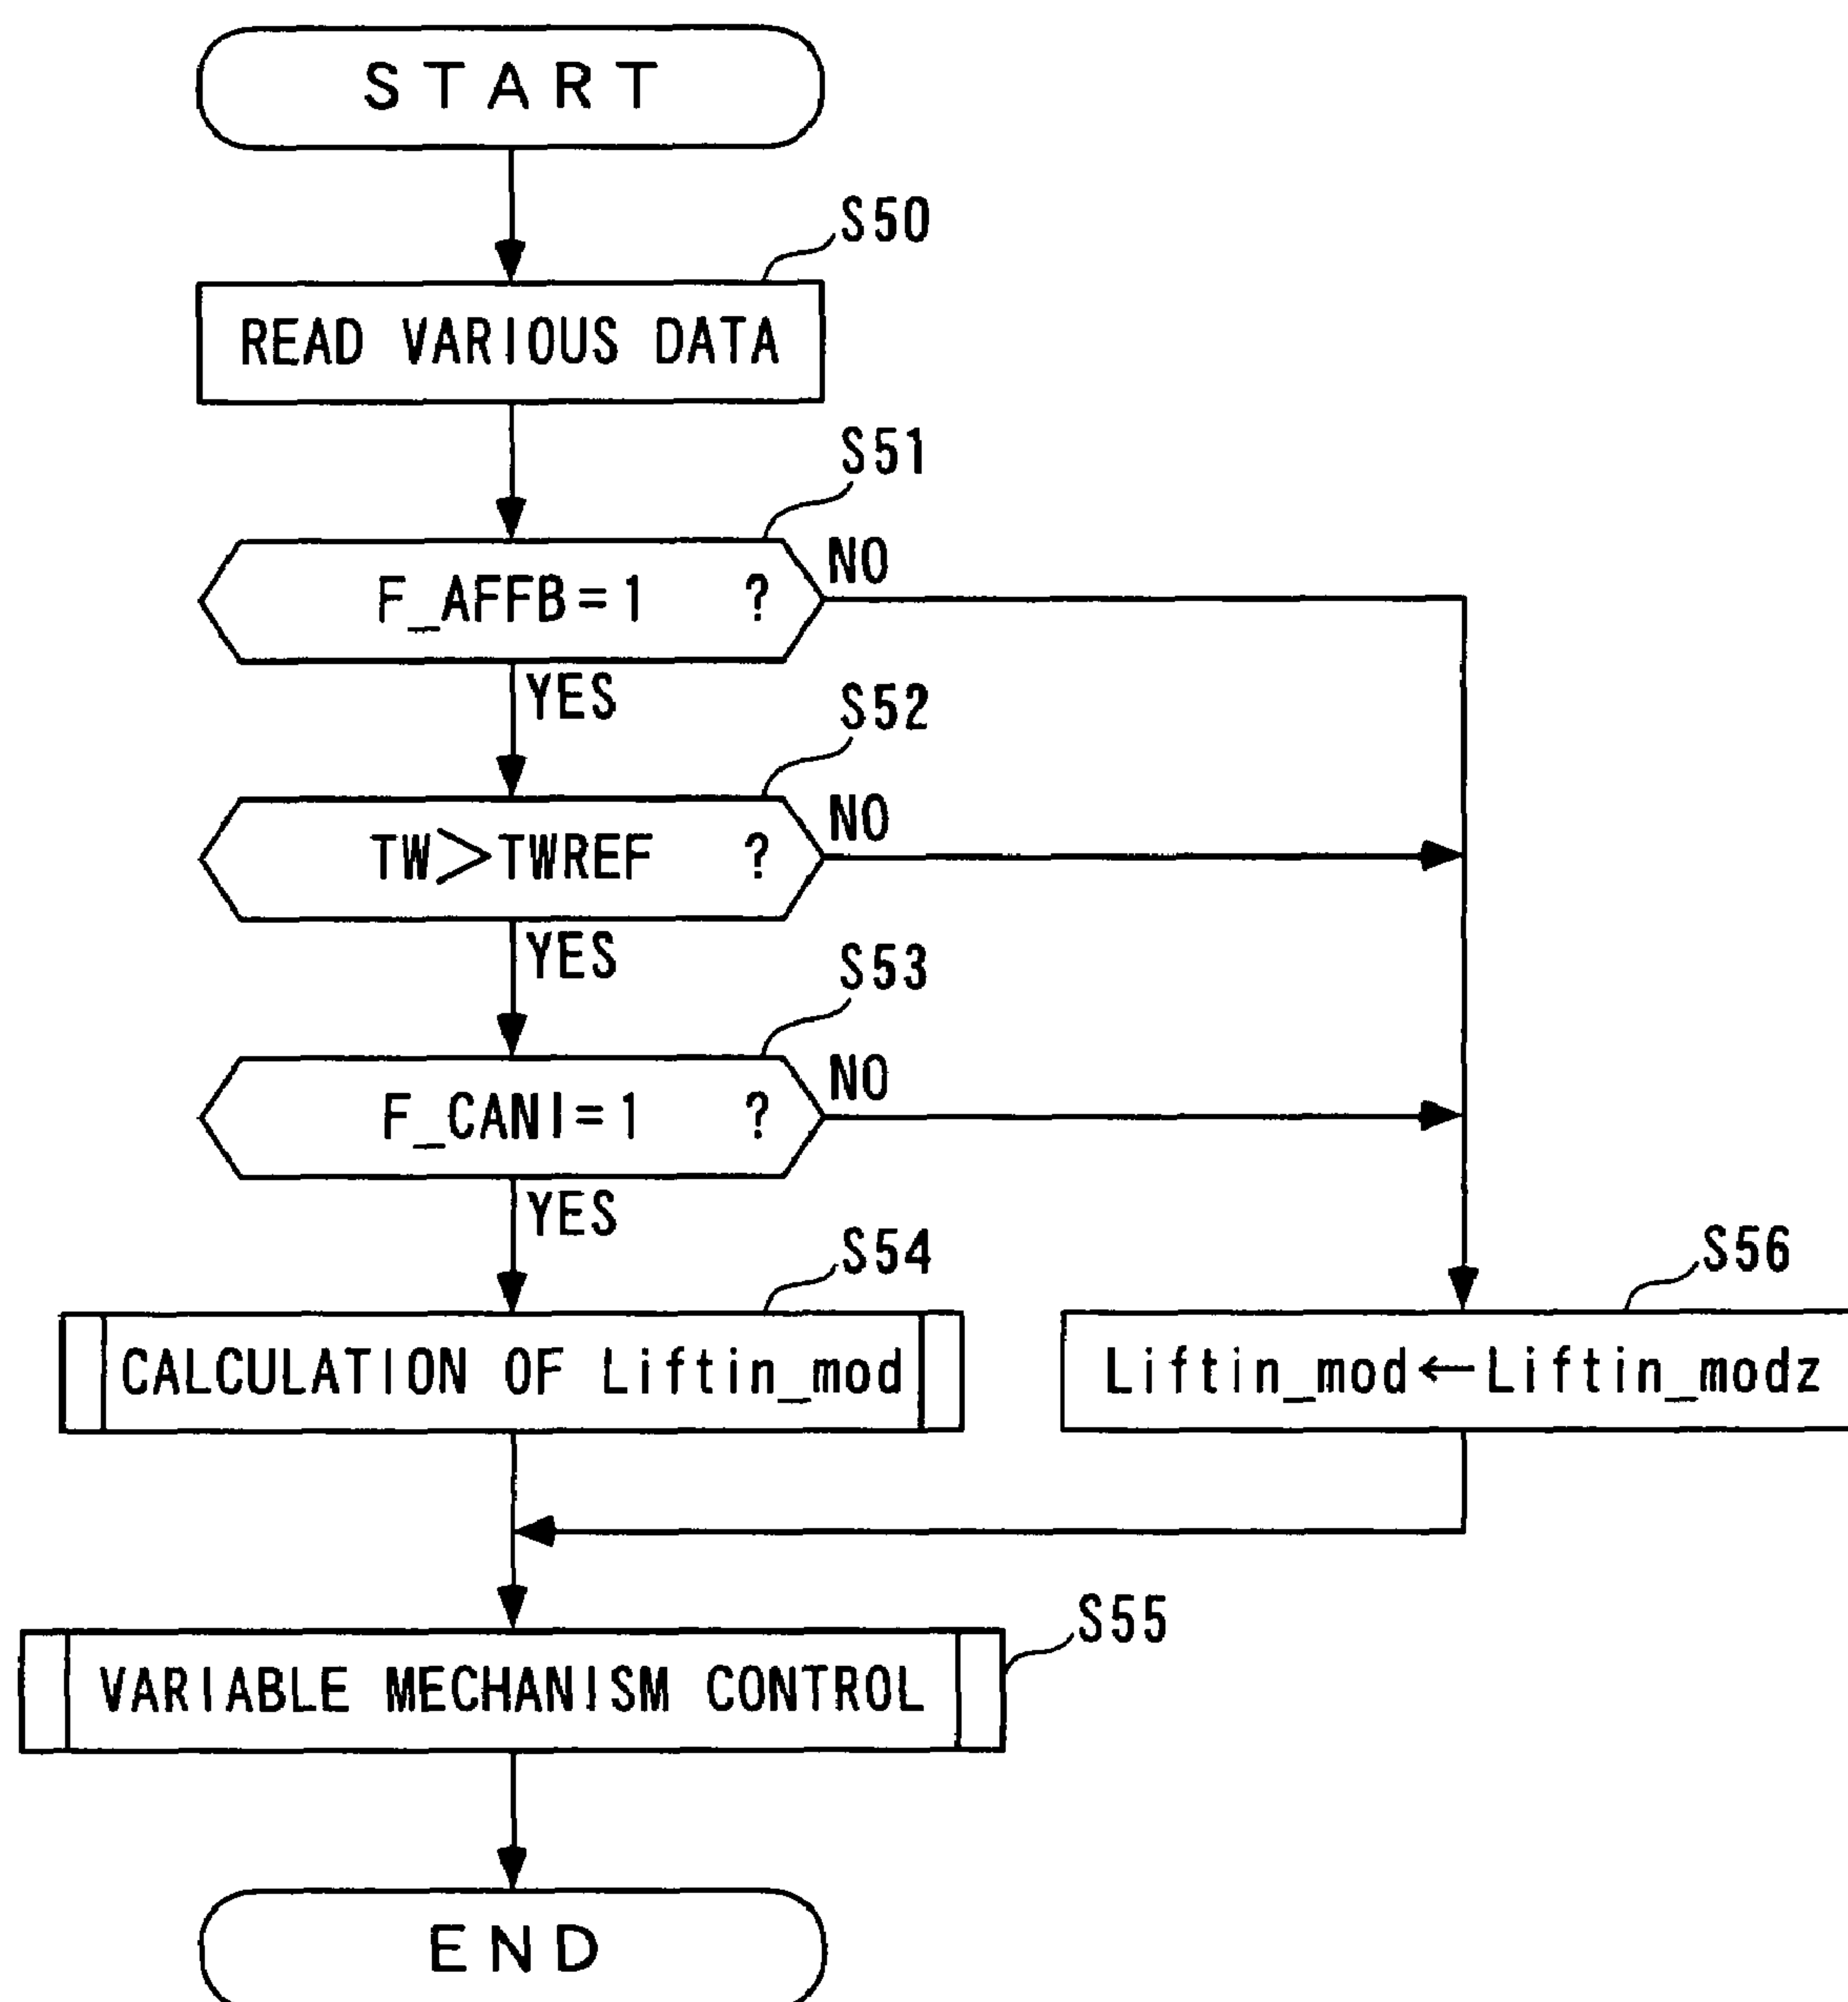 START
S50
READ VARIOUS DATA
S51
F_AFFB=1 ?
NO
YES
S52
TW>TWREF ?
NO
YES
S53
F_CANI=1 ?
NO
YES
S54
CALCULATION OF Liftin_mod
S56
Liftin_mod←Liftin_modz
S55
VARIABLE MECHANISM CONTROL
END